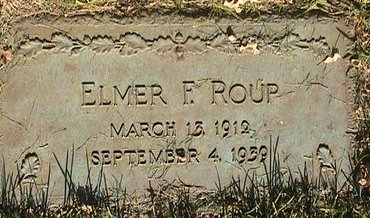 ELMER F. ROUP
MARCH 13, 1912
SEPTEMBER 4, 1939